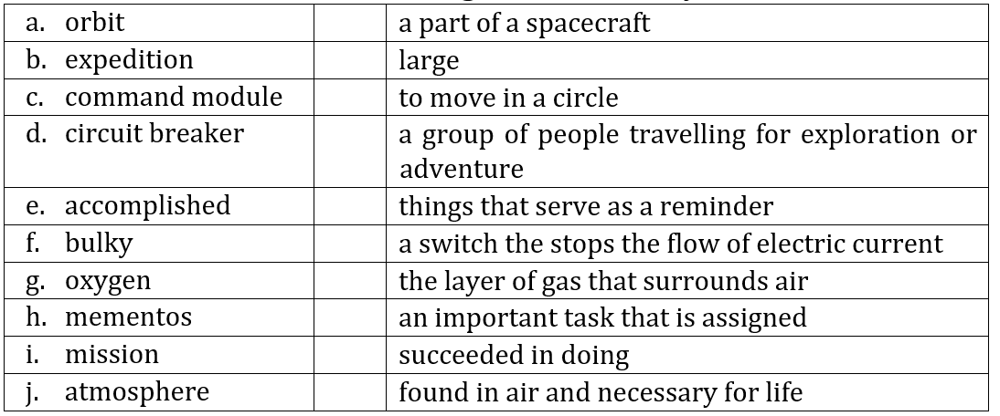 a. orbit a part of a spacecraft
b. expedition large
c. command module to move in a circle
d. circuit breaker a group of people travelling for exploration or
adventure
e. accomplished things that serve as a reminder
f. bulky a switch the stops the flow of electric current
g. oxygen the layer of gas that surrounds air
h. mementos an important task that is assigned
i. mission succeeded in doing
j. atmosphere found in air and necessary for life